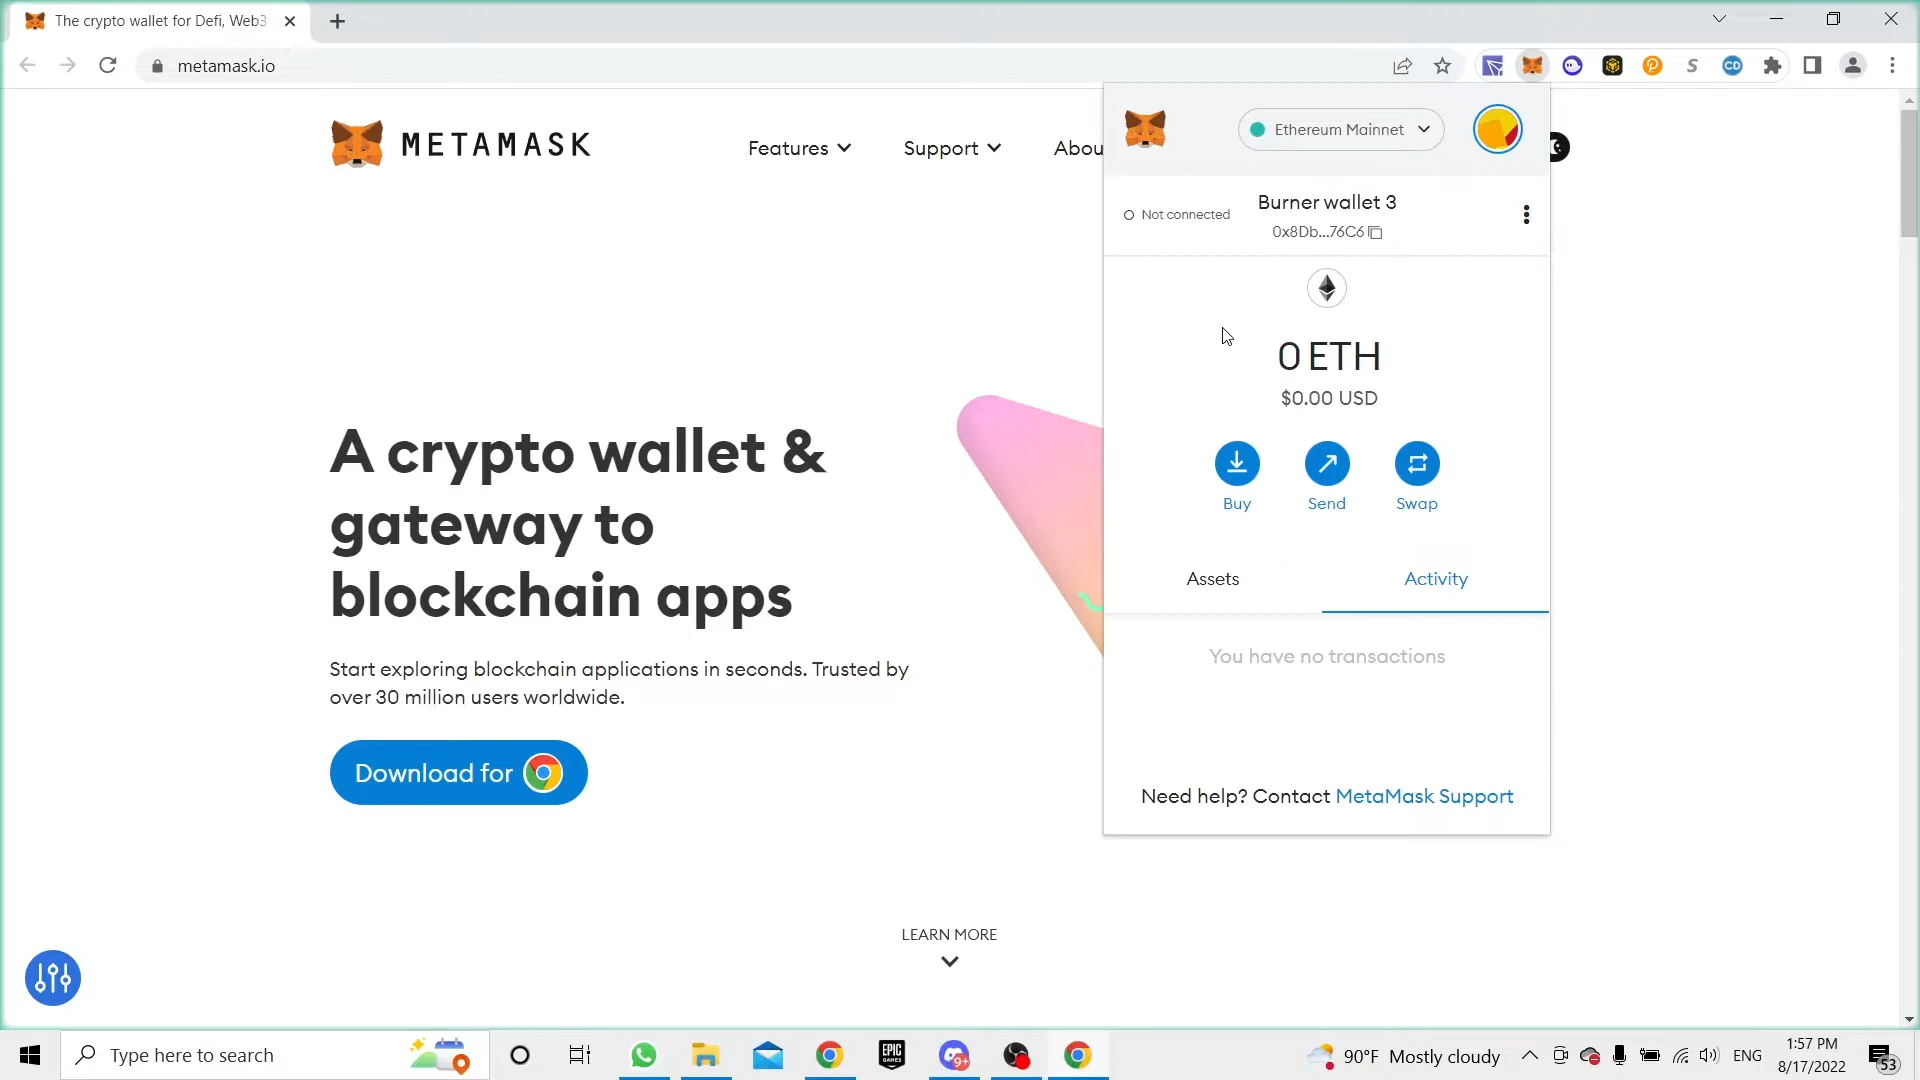 The crypto wallet for Defi, Web3
metamask.io
METAMASK
Features
Support
Abou
Ethereum Mainnet
Not connected
Burner wallet 3
0x8Db...76C6
0 ETH
$0.00 USD
Buy
Send
Swap
Assets
Activity
You have no transactions
Need help? Contact MetaMask Support
A crypto wallet &
gateway to
blockchain apps
Start exploring blockchain applications in seconds. Trusted by
over 30 million users worldwide.
Download for
LEARN MORE
Type here to search
EPIC
GAMES
9+
90°F Mostly cloudy
ENG
1:57 PM
8/17/2022
53
CD
S